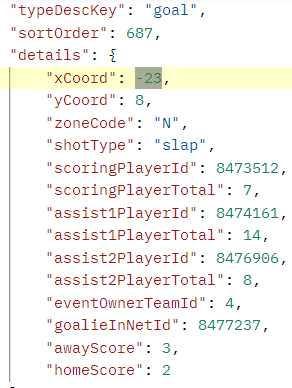 "typeDescKey": "goal",
"sortOrder": 687,
"details": {
"xCoord": -23,
"yCoord": 8,
"zoneCode": "N",
"shotType": "slap",
"scoringPlayerId": 8473512,
"scoringPlayerTotal": 7,
"assist1PlayerId": 8474161,
"assist1PlayerTotal": 14,
"assist2PlayerId": 8476906,
"assist2PlayerTotal": 8,
"eventOwnerTeamId": 4,
"goalieInNetId": 8477237,
"awayScore": 3,
"homeScore": 2